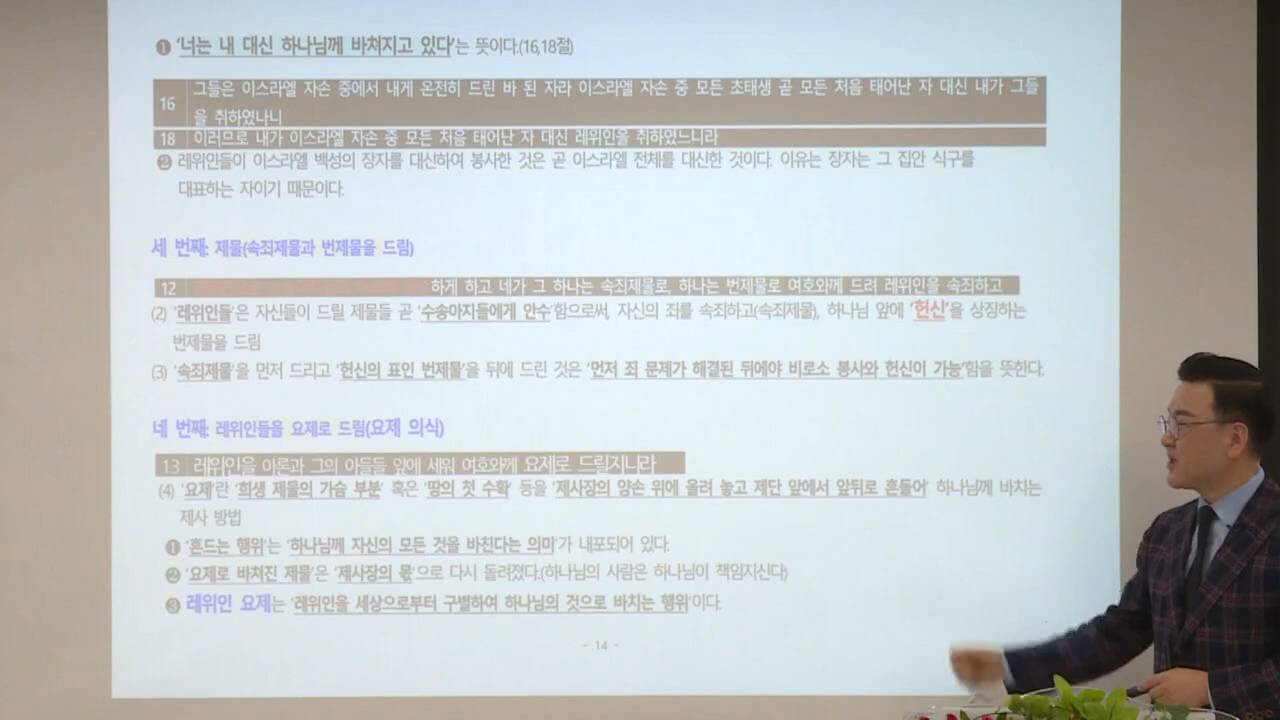 ❶ '너는 내 대신 하나님께 바쳐지고 있다'는 뜻이다.(16,18절)
16 그들은 이스라엘 자손 중에서 내게 온전히 드린 바 된 자라 이스라엘 자손 중 모든 초태생 곧 모든 처음 태어난 자 대신 내가 그들
을 취하였나니
18 이러므로 내가 이스라엘 자손 중 모든 처음 태어난 자 대신 레위인을 취하였느니라
❷ 레위인들이 이스라엘 백성의 장자를 대신하여 봉사한 것은 곧 이스라엘 전체를 대신한 것이다. 이유는 장자는 그 집안 식구를
대표하는 자이기 때문이다.
세 번째: 제물(속죄제물과 번제물을 드림)
12 하게 하고 네가 그 하나는 속죄제물로, 하나는 번제물로 여호와께 드려 레위인을 속죄하고
(2) '레위인들'은 자신들이 드릴 제물들 곧 '수송아지들에게 안수'함으로써, 자신의 죄를 속죄하고(속죄제물), 하나님 앞에 '헌신'을 상징하는
번제물을 드림
(3) '속죄제물'을 먼저 드리고 '헌신의 표인 번제물'을 뒤에 드린 것은 '먼저 죄 문제가 해결된 뒤에야 비로소 봉사와 헌신이 가능'함을 뜻한다.
네 번째: 레위인들을 요제로 드림(요제 의식)
13 레위인을 아론과 그의 아들들 앞에 세워 여호와께 요제로 드릴지니라
(4) '요제'란 '희생 제물의 가슴 부분' 혹은 '땅의 첫 수확' 등을 '제사장의 양손 위에 올려 놓고 제단 앞에서 앞뒤로 흔들어' 하나님께 바치는
제사 방법
❶ '흔드는 행위'는 '하나님께 자신의 모든 것을 바친다는 의미'가 내포되어 있다.
❷ '요제로 바쳐진 제물'은 '제사장의 몫'으로 다시 돌려졌다.(하나님의 사람은 하나님이 책임지신다)
❸ 레위인 요제는 '레위인을 세상으로부터 구별하여 하나님의 것으로 바치는 행위'이다.
- 14 -